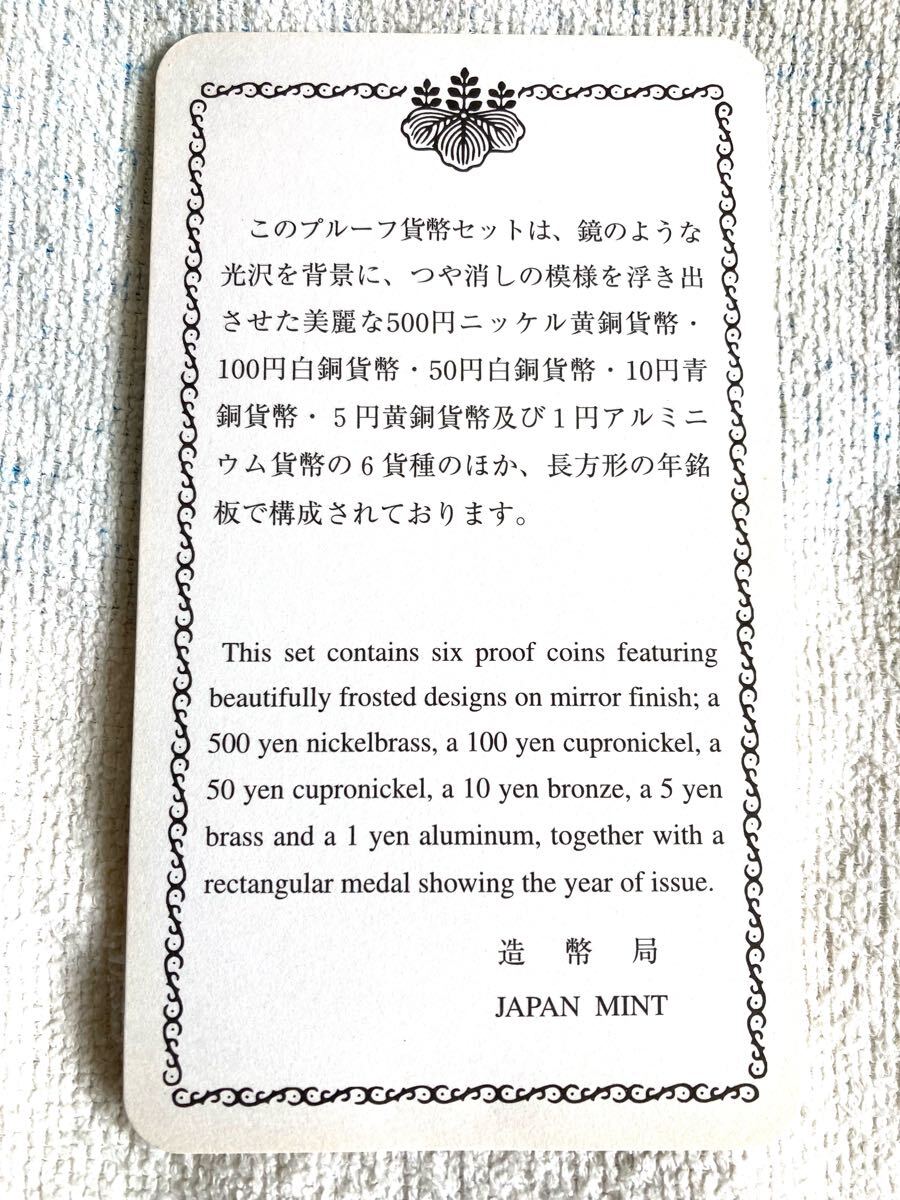 このプルーフ貨幣セットは、鏡のような
光沢を背景に、つや消しの模様を浮き出
させた美麗な500円ニッケル黄銅貨幣・
100円白銅貨幣・50円白銅貨幣・10円青
銅貨幣・5円黄銅貨幣及び1円アルミニ
ウム貨幣の6貨種のほか、長方形の年銘
板で構成されております。
This set contains six proof coins featuring
beautifully frosted designs on mirror finish; a
500 yen nickelbrass, a 100 yen cupronickel, a
50 yen cupronickel, a 10 yen bronze, a 5 yen
brass and a 1 yen aluminum, together with a
rectangular medal showing the year of issue.
造幣局
JAPAN MINT